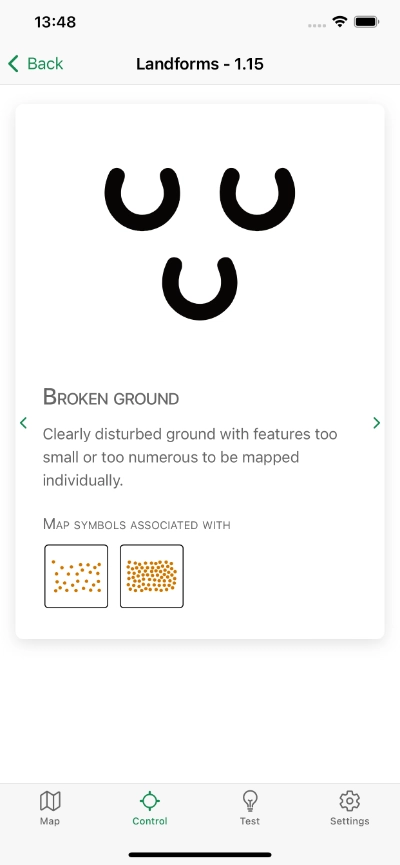 13:48
Back
Landforms - 1.15
Broken ground
Clearly disturbed ground with features too
small or too numerous to be mapped
individually.
Map symbols associated with
Map
Control
Test
Settings